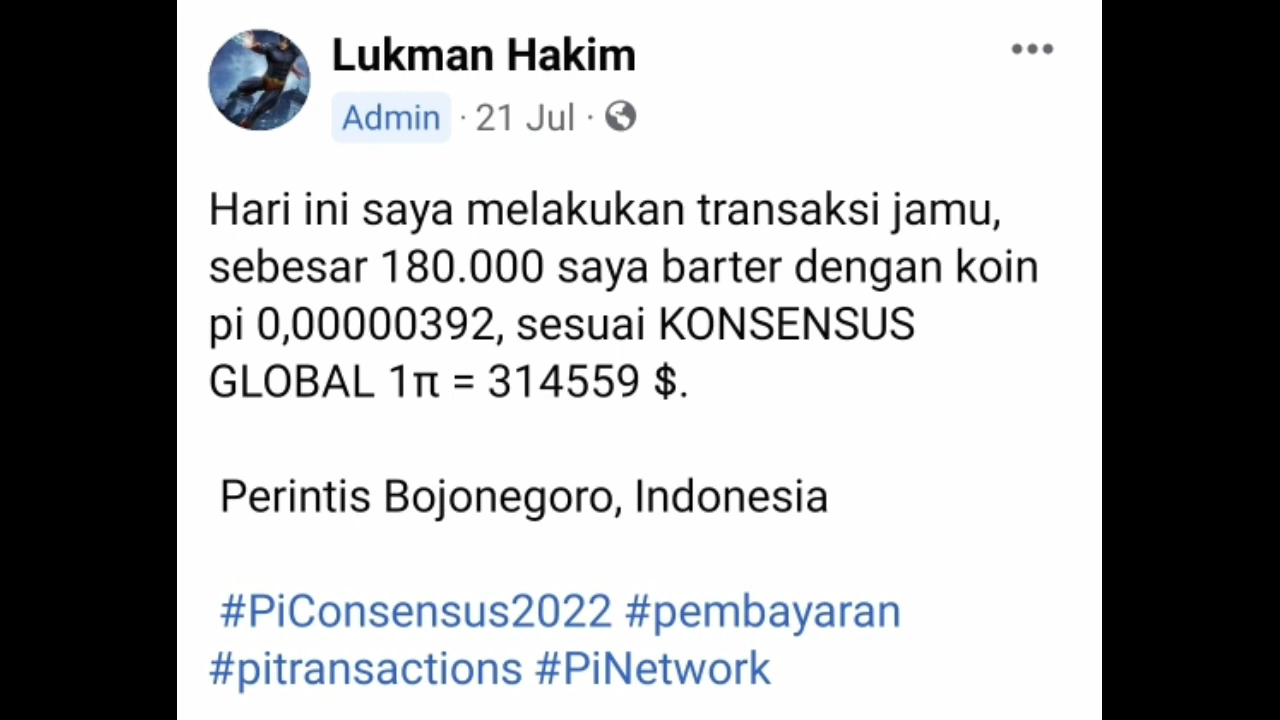 Lukman Hakim
Admin · 21 Jul ·
Hari ini saya melakukan transaksi jamu,
sebesar 180.000 saya barter dengan koin
pi 0,00000392, sesuai KONSENSUS
GLOBAL 1π = 314559 $.
Perintis Bojonegoro, Indonesia
#PiConsensus2022 #pembayaran
#pitransactions #PiNetwork